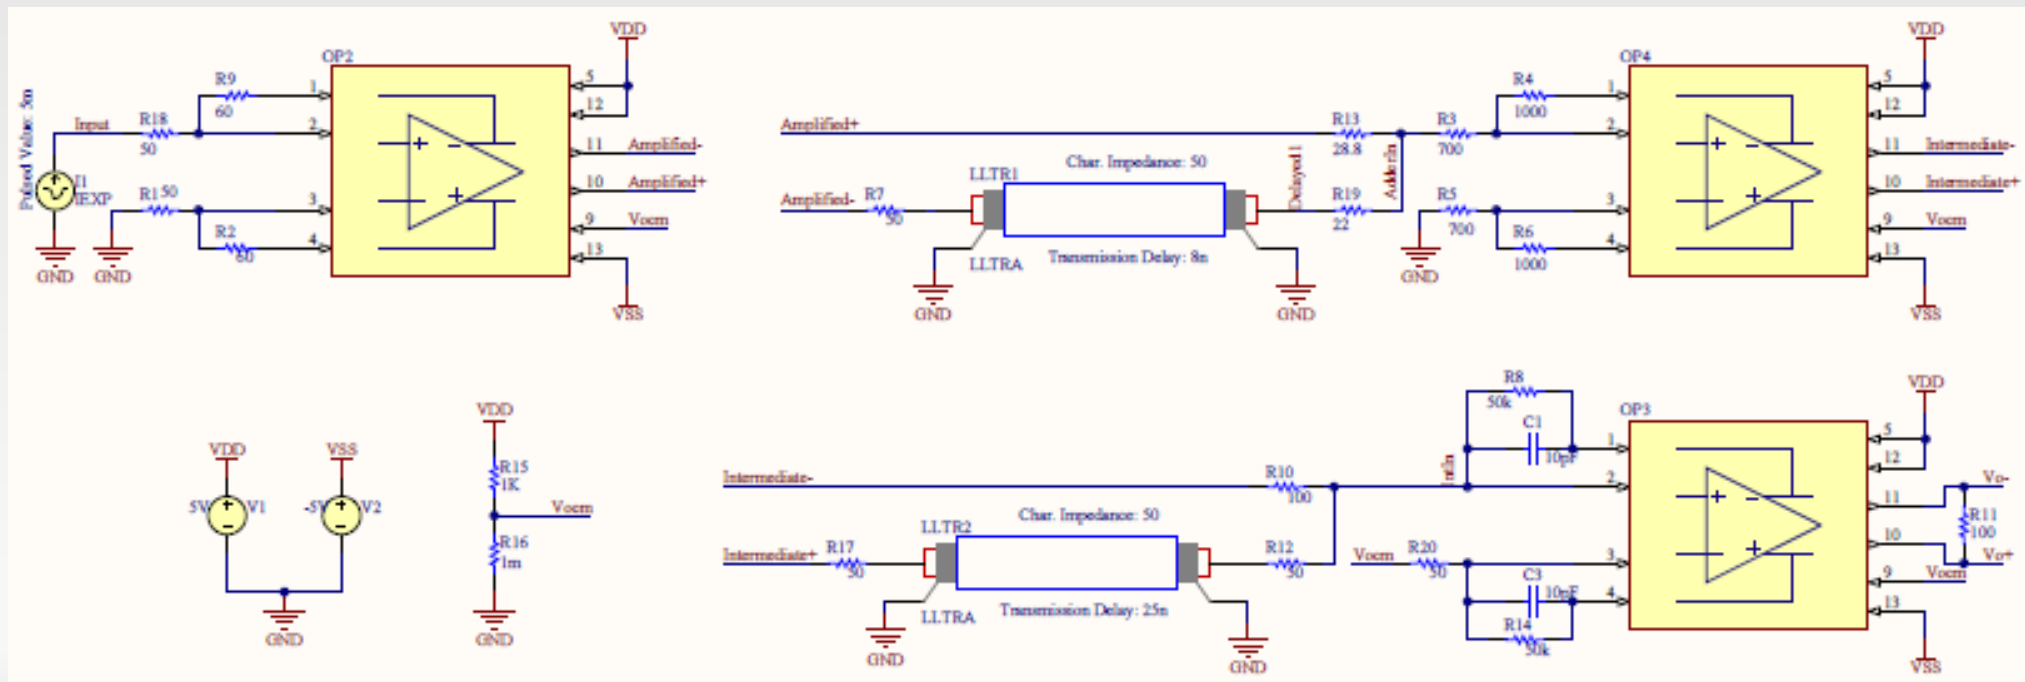 Pulsed Value: 5m
I1
IEXP
GND
GND
Input
R18
50
R1
50
R9
60
R2
60
OP2
1
2
3
4
5
12
11
10
9
13
VDD
Amplified-
Amplified+
Vocm
VSS
Amplified+
Amplified-
R7
50
LLTR1
LLTRA
Char. Impedance: 50
Transmission Delay: 8n
GND
GND
Delayed1
R13
28.8
R19
22
AdderIn
R3
700
R5
700
GND
R4
1000
R6
1000
OP4
1
2
3
4
5
12
11
10
9
13
VDD
Intermediate-
Intermediate+
Vocm
VSS
VDD
5V
V1
VSS
-5V
V2
GND
VDD
R15
1K
Vocm
R16
1m
GND
Intermediate-
Intermediate+
R17
50
LLTR2
LLTRA
Char. Impedance: 50
Transmission Delay: 25n
GND
GND
R10
100
R12
50
Vocm
R20
50
IntIn
R8
50k
C1
10pF
C3
10pF
R14
50k
OP3
1
2
3
4
5
12
11
10
9
13
VDD
Vo-
R11
100
Vo+
Vocm
VSS